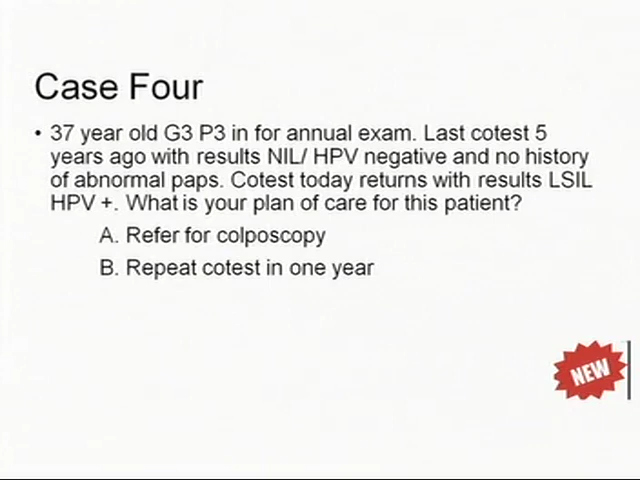 Case Four
• 37 year old G3 P3 in for annual exam. Last cotest 5
years ago with results NIL/ HPV negative and no history
of abnormal paps. Cotest today returns with results LSIL
HPV +. What is your plan of care for this patient?
A. Refer for colposcopy
B. Repeat cotest in one year
NEW